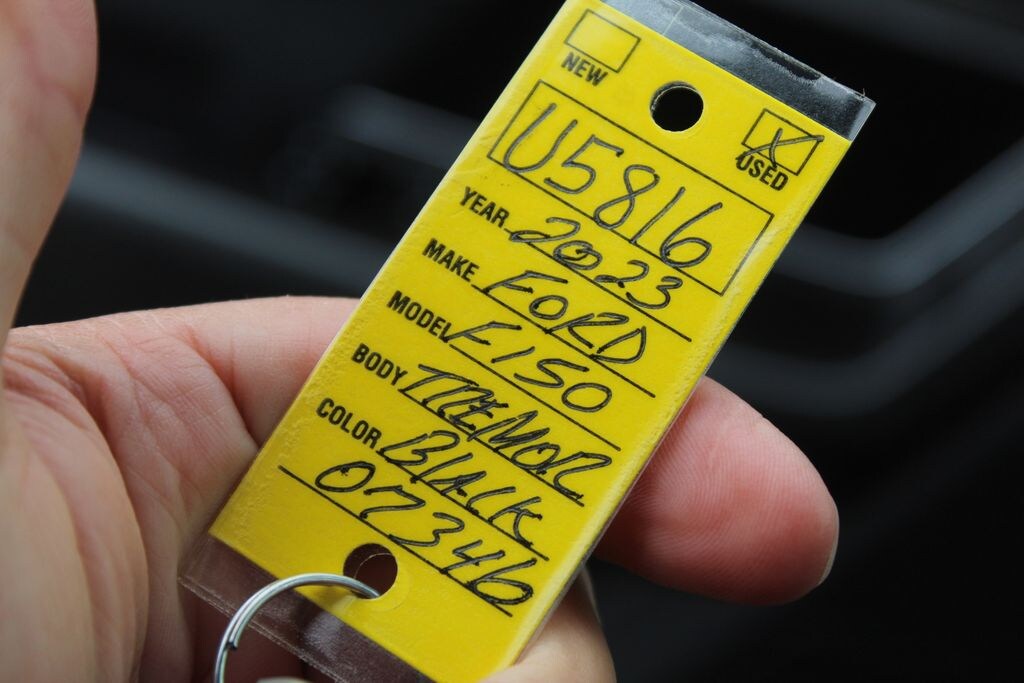 NEW
USED
U5816
YEAR 2023
MAKE FORD
MODEL F150
BODY TREMOR
COLOR BLACK
07346